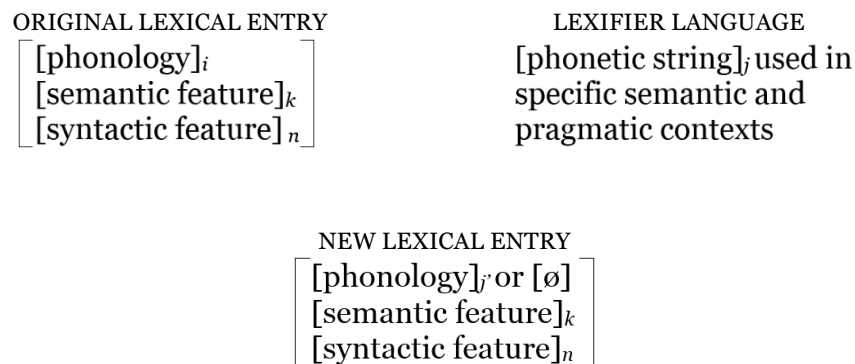 ORIGINAL LEXICAL ENTRY
[phonology]i
[semantic feature]k
[syntactic feature] n
LEXIFIER LANGUAGE
[phonetic string]j used in
specific semantic and
pragmatic contexts
NEW LEXICAL ENTRY
[phonology]j' or [ø]
[semantic feature]k
[syntactic feature]n